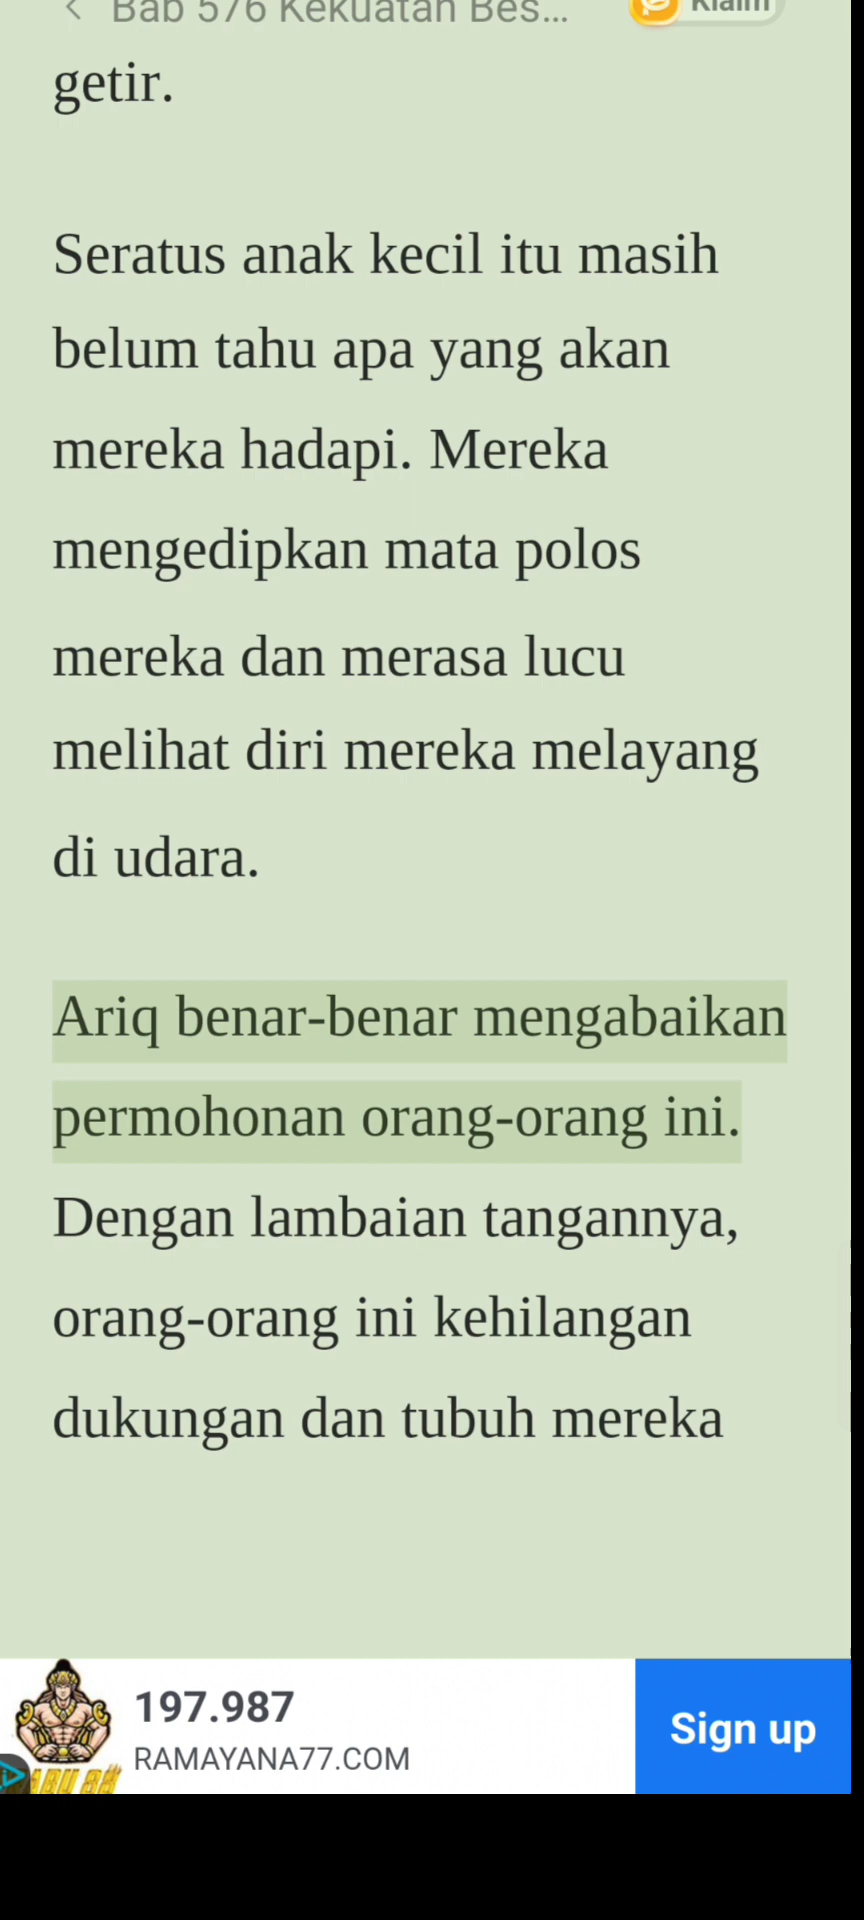 Bab 576 Kekuatan Bes...
Klaim
getir.
Seratus anak kecil itu masih
belum tahu apa yang akan
mereka hadapi. Mereka
mengedipkan mata polos
mereka dan merasa lucu
melihat diri mereka melayang
di udara.
Ariq benar-benar mengabaikan
permohonan orang-orang ini.
Dengan lambaian tangannya,
orang-orang ini kehilangan
dukungan dan tubuh mereka
197.987
RAMAYANA77.COM
Sign up